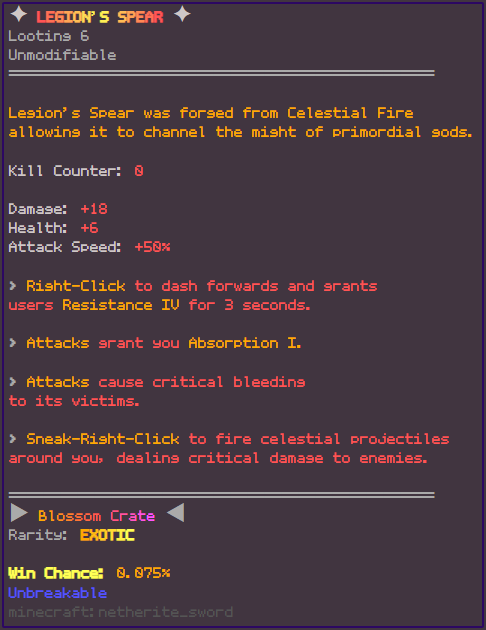 ✦ LEGION'S SPEAR ✦
Looting 6
Unmodifiable
Legion's Spear was forged from Celestial Fire
allowing it to channel the might of primordial gods.
Kill Counter: 0
Damage: +18
Health: +6
Attack Speed: +50%
> Right-Click to dash forwards and grants
users Resistance IV for 3 seconds.
> Attacks grant you Absorption I.
> Attacks cause critical bleeding
to its victims.
> Sneak-Right-Click to fire celestial projectiles
around you, dealing critical damage to enemies.
▶ Blossom Crate ◀
Rarity: EXOTIC
Win Chance: 0.075%
Unbreakable
minecraft:netherite_sword